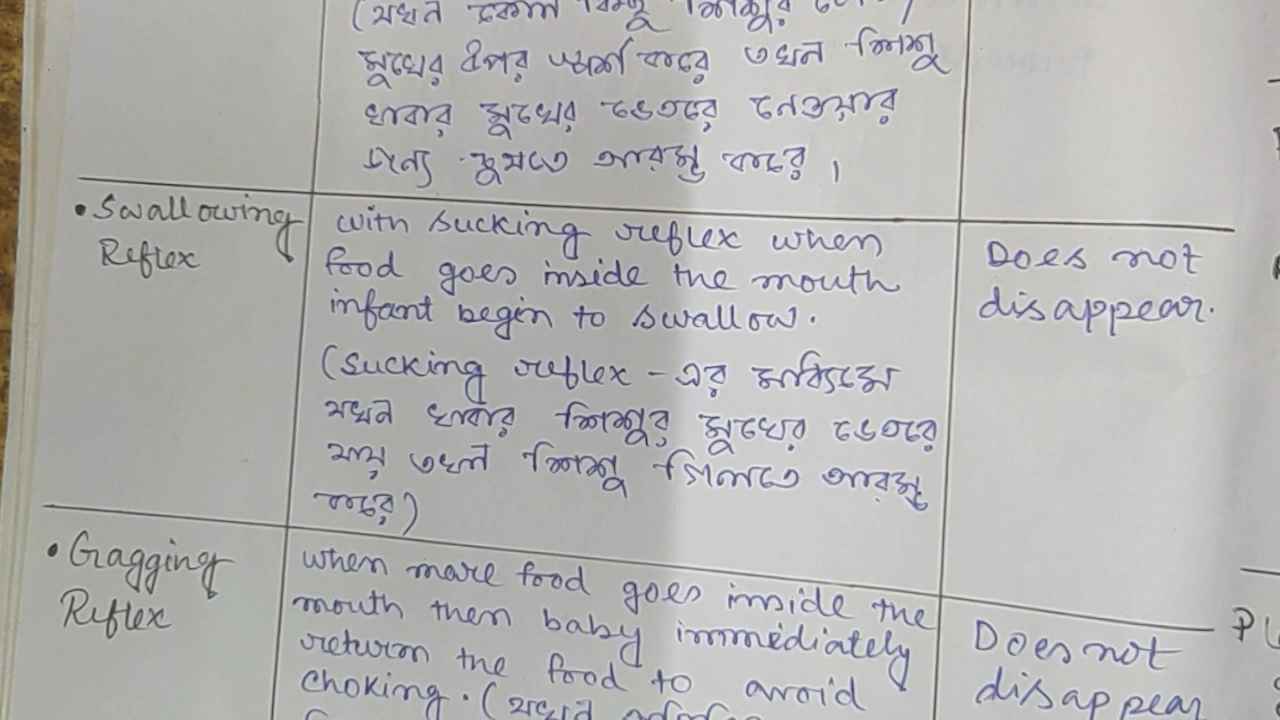 (যখন কোন কিছু শিশুর
মুখের উপর স্পর্শ করে তখন শিশু
খাবার মুখের ভেতরে নেওয়ার
জন্য চুষতে আরম্ভ করে।
• Swallowing Reflex
with sucking reflex when
food goes inside the mouth
infant begin to swallow.
(Sucking reflex - এর মাধ্যমে
যখন খাবার শিশুর মুখের ভেতরে
যায় তখন শিশু গিলতে আরম্ভ
করে)
Does not
disappear.
• Gagging
Reflex
when more food goes inside the
mouth then baby immediately
return the food to avoid
choking. (যখন
Does not
disappear